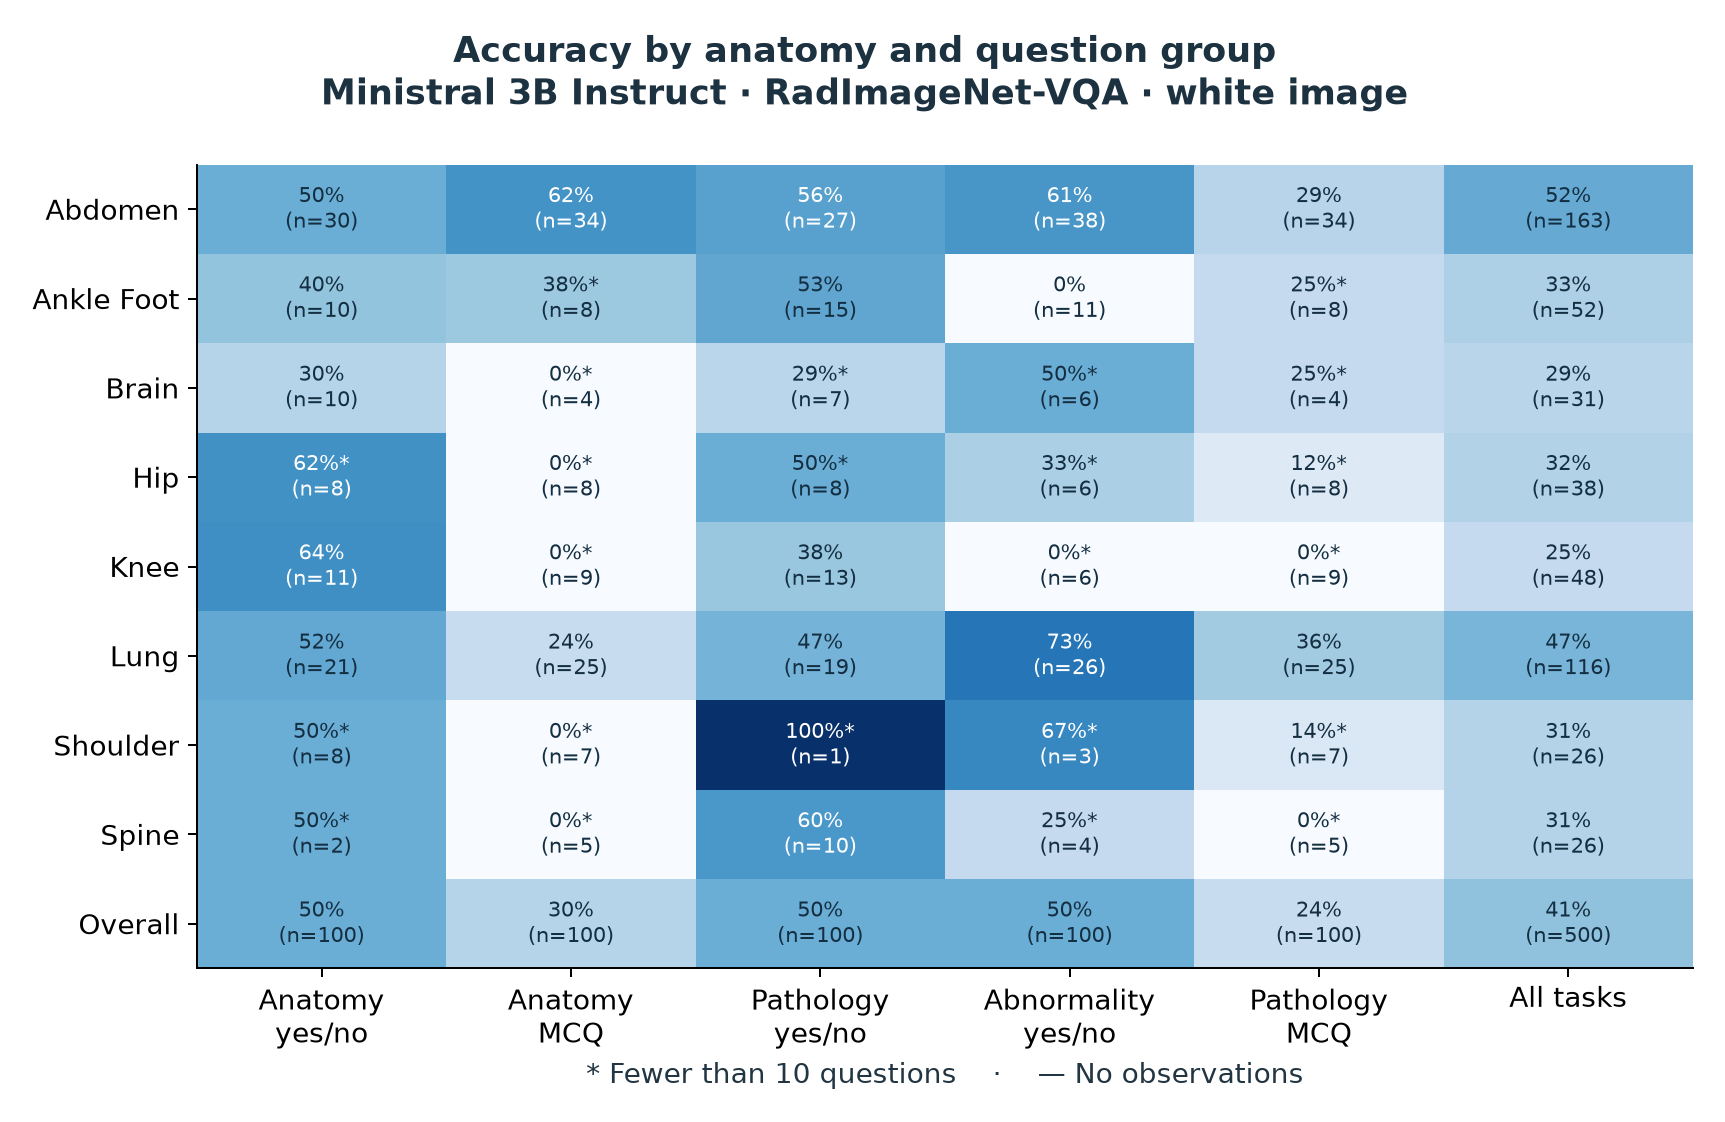 Accuracy by anatomy and question group
Ministral 3B Instruct · RadImageNet-VQA · white image
Abdomen 50% (n=30) 62% (n=34) 56% (n=27) 61% (n=38) 29% (n=34) 52% (n=163)
Ankle Foot 40% (n=10) 38%* (n=8) 53% (n=15) 0% (n=11) 25%* (n=8) 33% (n=52)
Brain 30% (n=10) 0%* (n=4) 29%* (n=7) 50%* (n=6) 25%* (n=4) 29% (n=31)
Hip 62%* (n=8) 0%* (n=8) 50%* (n=8) 33%* (n=6) 12%* (n=8) 32% (n=38)
Knee 64% (n=11) 0%* (n=9) 38% (n=13) 0%* (n=6) 0%* (n=9) 25% (n=48)
Lung 52% (n=21) 24% (n=25) 47% (n=19) 73% (n=26) 36% (n=25) 47% (n=116)
Shoulder 50%* (n=8) 0%* (n=7) 100%* (n=1) 67%* (n=3) 14%* (n=7) 31% (n=26)
Spine 50%* (n=2) 0%* (n=5) 60% (n=10) 25%* (n=4) 0%* (n=5) 31% (n=26)
Overall 50% (n=100) 30% (n=100) 50% (n=100) 50% (n=100) 24% (n=100) 41% (n=500)
Anatomy yes/no Anatomy MCQ Pathology yes/no Abnormality yes/no Pathology MCQ All tasks
* Fewer than 10 questions · — No observations